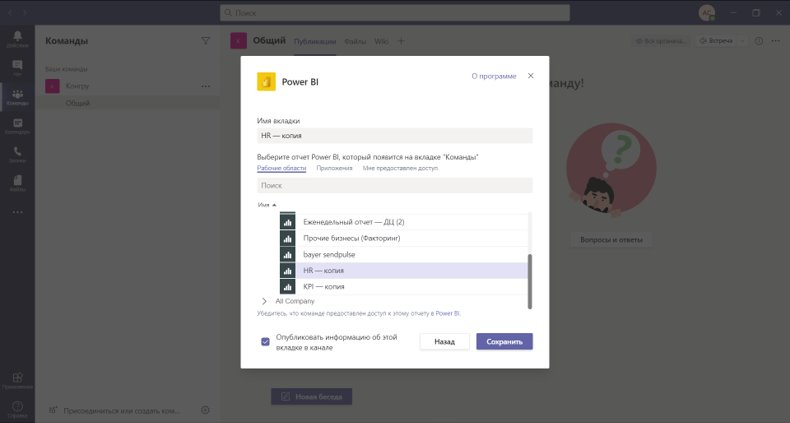 Поиск
АС
Действия
Чат
Команды
Календарь
Звонки
Файлы
Приложения
Справка
Команды
Ваши команды
Конгру
Общий
Присоединиться или создать ком...
Общий
Публикации
Файлы
Wiki
Вся организа...
Встреча
манду!
Вопросы и ответы
Новая беседа
Power BI
О программе
Имя вкладки
HR — копия
Выберите отчет Power BI, который появится на вкладке "Команды"
Рабочие области
Приложения
Мне предоставлен доступ
Поиск
Имя
Еженедельный отчет — ДЦ (2)
Прочие бизнесы (Факторинг)
bayer sendpulse
HR — копия
KPI — копия
All Company
Убедитесь, что команде предоставлен доступ к этому отчету в Power BI.
Опубликовать информацию об этой
вкладке в канале
Назад
Сохранить